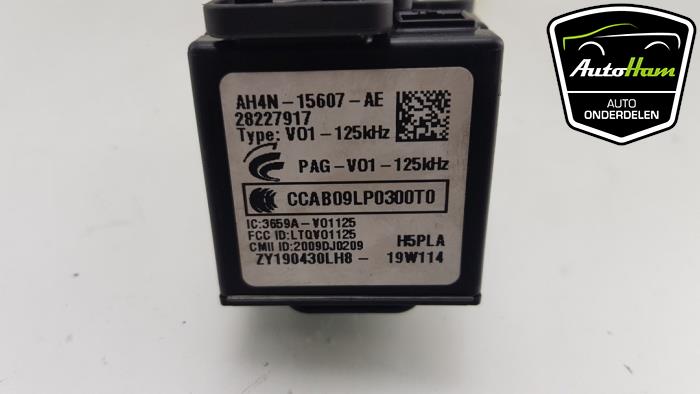 AH4N-15607-AE
28227917
Type: V01-125kHz
PAG-V01-125kHz
CCAB09LP0300T0
IC:3659A-V01125
FCC ID:LTQV01125
CMII ID:2009DJ0209
H5PLA
ZY190430LH8- 19W114
AutoHam
AUTO
ONDERDELEN